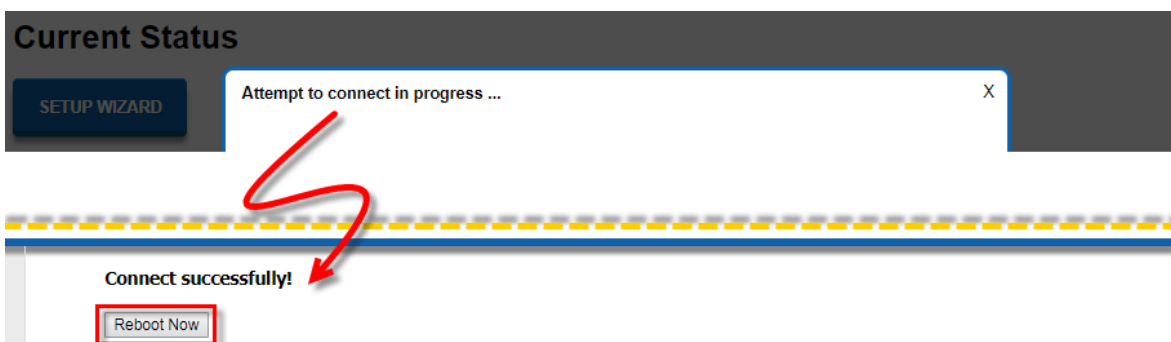 Current Status
SETUP WIZARD
Attempt to connect in progress ...
X
Connect successfully!
Reboot Now